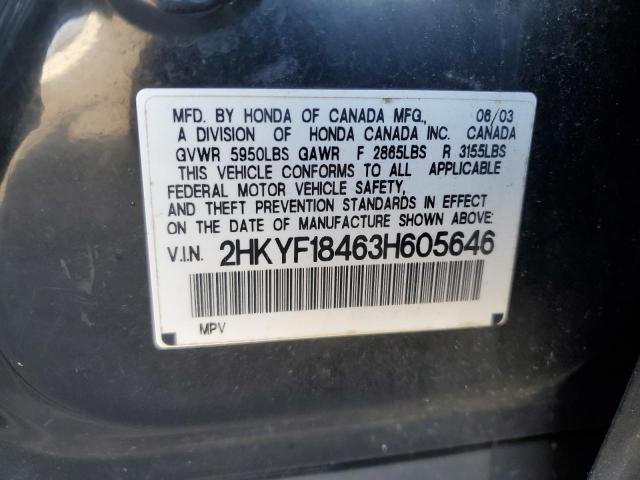 MFD. BY HONDA OF CANADA MFG., 06/03
A DIVISION OF HONDA CANADA INC. CANADA
GVWR 5950LBS GAWR F 2865LBS R 3155LBS
THIS VEHICLE CONFORMS TO ALL APPLICABLE
FEDERAL MOTOR VEHICLE SAFETY,
AND THEFT PREVENTION STANDARDS IN EFFECT
ON THE DATE OF MANUFACTURE SHOWN ABOVE.
V.I.N. 2HKYF18463H605646
MPV